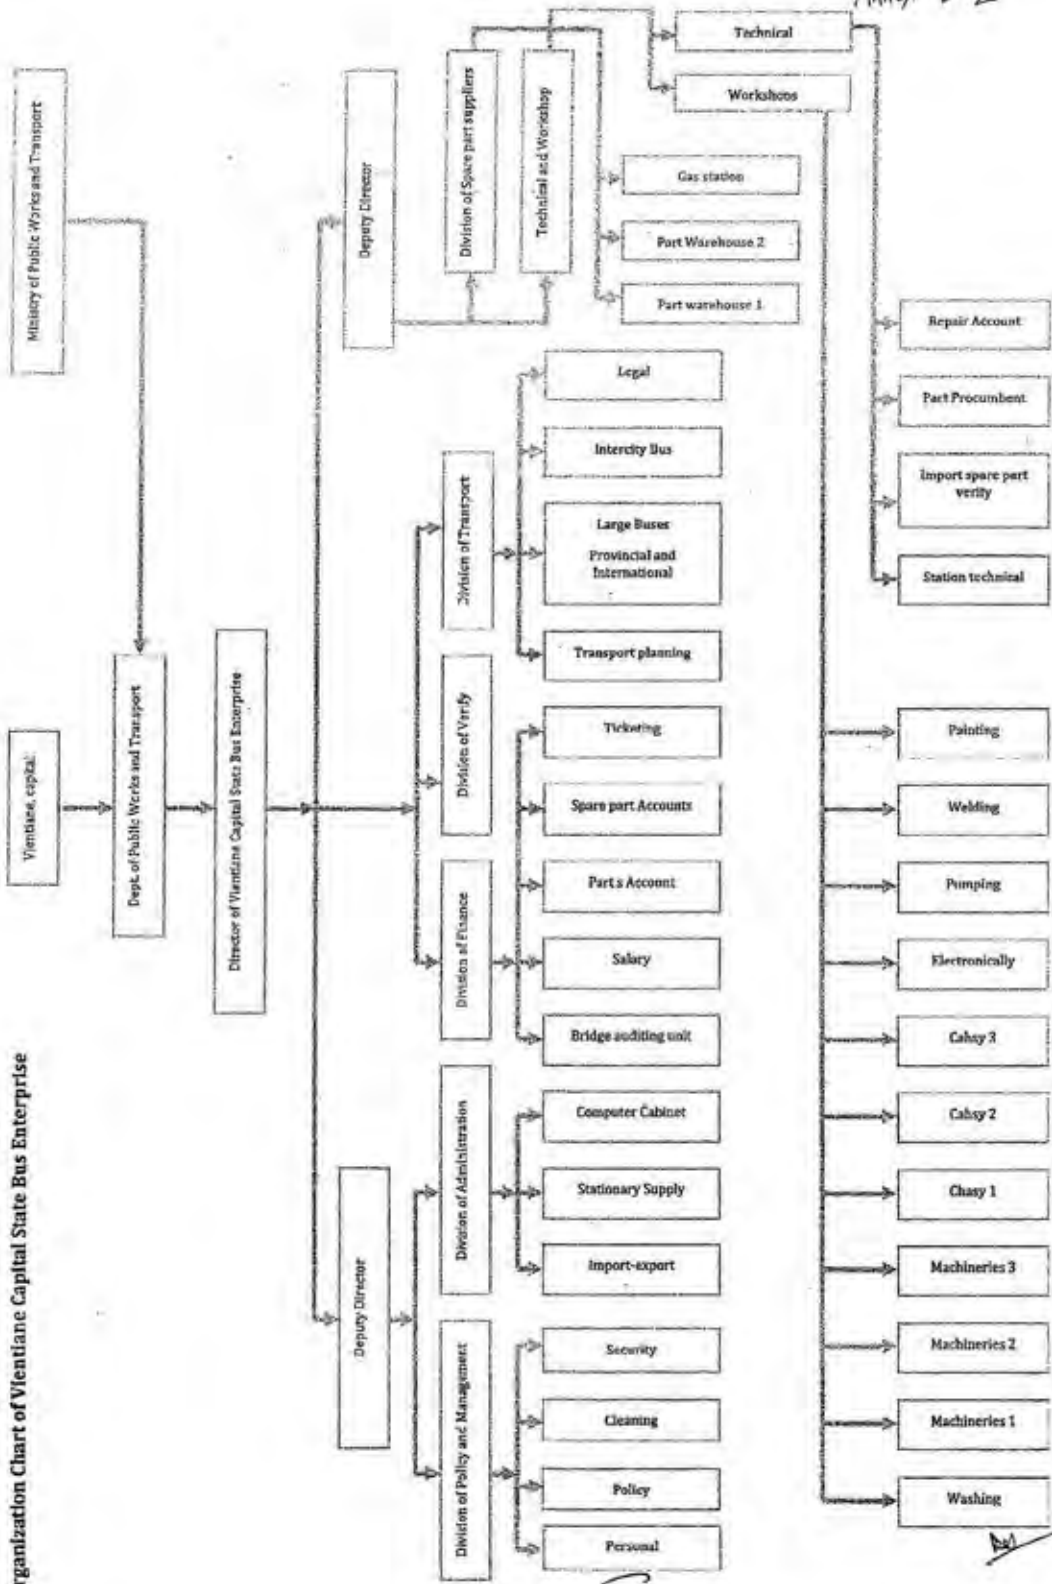 Organization Chart of Vientiane Capital State Bus Enterprise
Vientiane, capital
Ministry of Public Works and Transport
Dept. of Public Works and Transport
Director of Vientiane Capital State Bus Enterprise
Deputy Director
Deputy Director
Division of Policy and Management
Division of Administration
Division of Finance
Division of Verify
Division of Transport
Division of Spare part suppliers
Technical and Workshop
Personal
Policy
Cleaning
Security
Import-export
Stationary Supply
Computer Cabinet
Bridge auditing unit
Salary
Part s Account
Spare part Accounts
Ticketing
Transport planning
Large Buses
Provincial and
International
Intercity Bus
Legal
Part warehouse 1
Part Warehouse 2
Gas station
Workshops
Technical
Washing
Machineries 1
Machineries 2
Machineries 3
Chasy 1
Cahsy 2
Cahsy 3
Electronically
Pumping
Welding
Painting
Station technical
Import spare part
verify
Part Procumbent
Repair Account